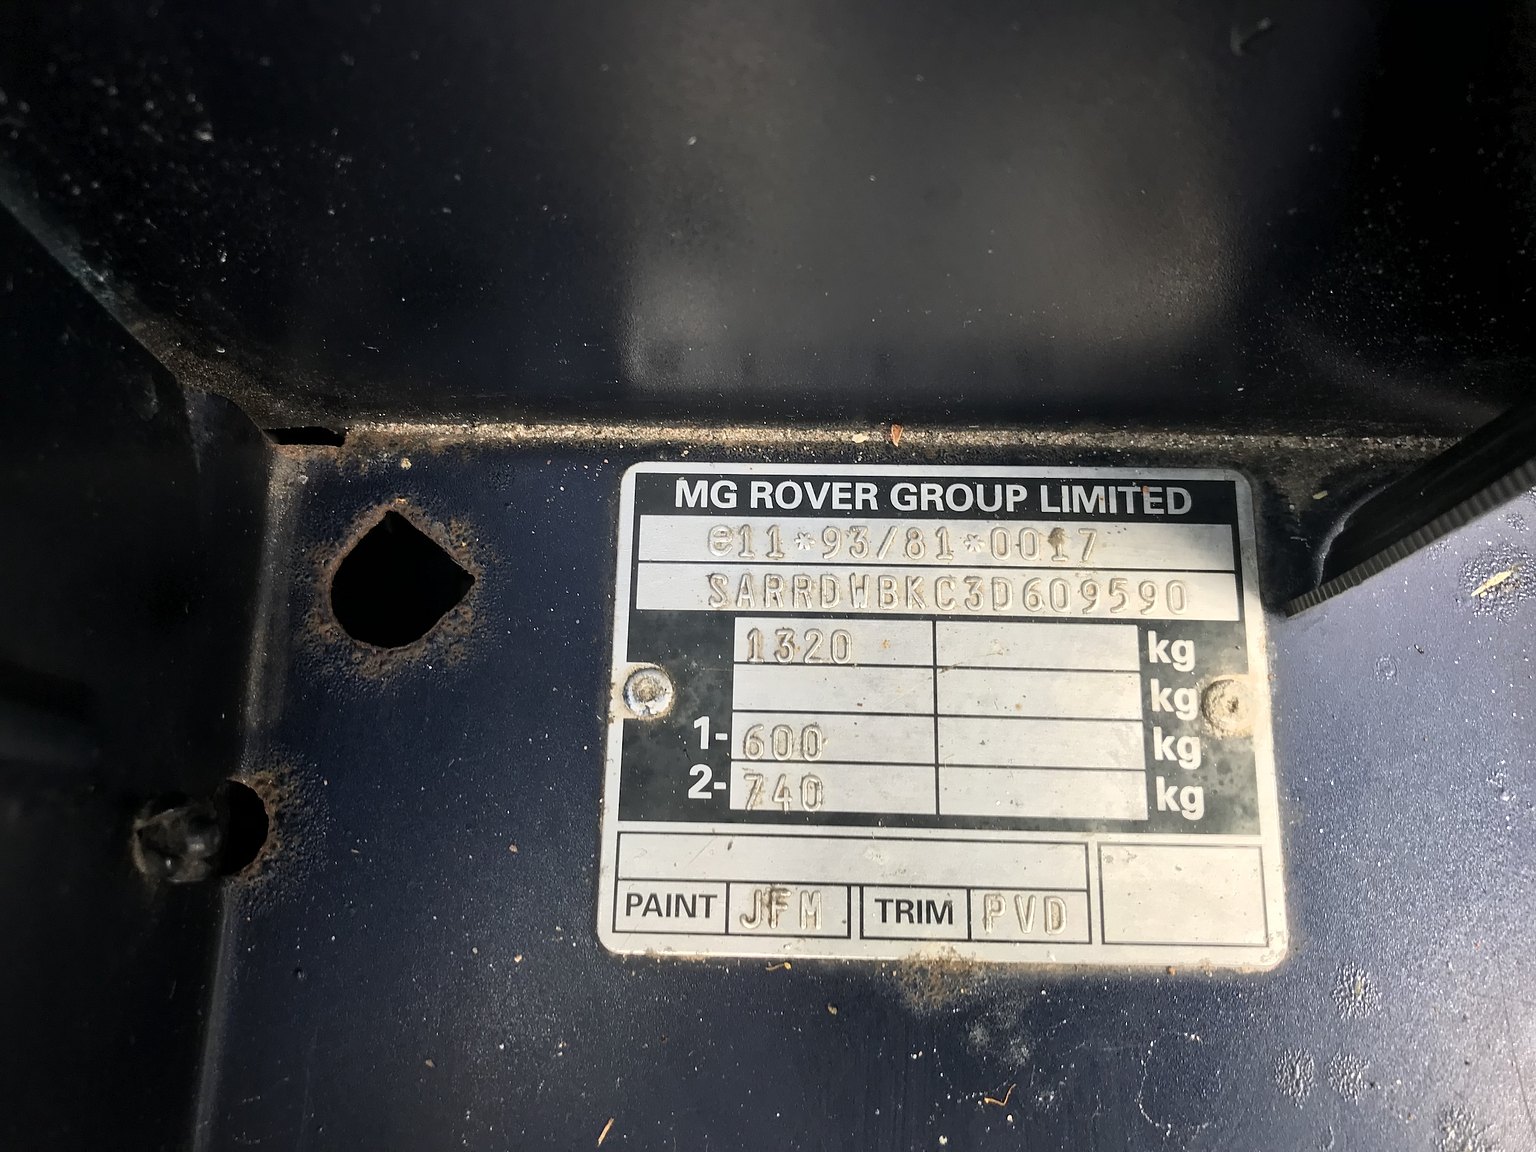 MG ROVER GROUP LIMITED
e11*93/81*0017
SARRDWBKC3D609590
1320 kg
kg
1- 600 kg
2- 740 kg
PAINT JFM TRIM PVD